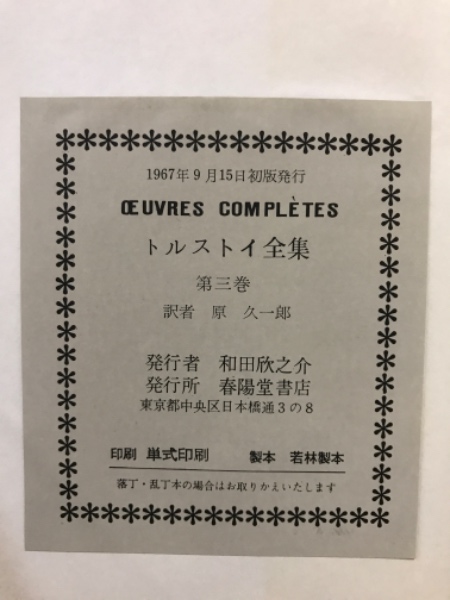 1967年9月15日初版発行
ŒUVRES COMPLÈTES
トルストイ全集
第三巻
訳者 原 久一郎
発行者 和田欣之介
発行所 春陽堂書店
東京都中央区日本橋通3の8
印刷 単式印刷 製本 若林製本
落丁・乱丁本の場合はお取りかえいたします